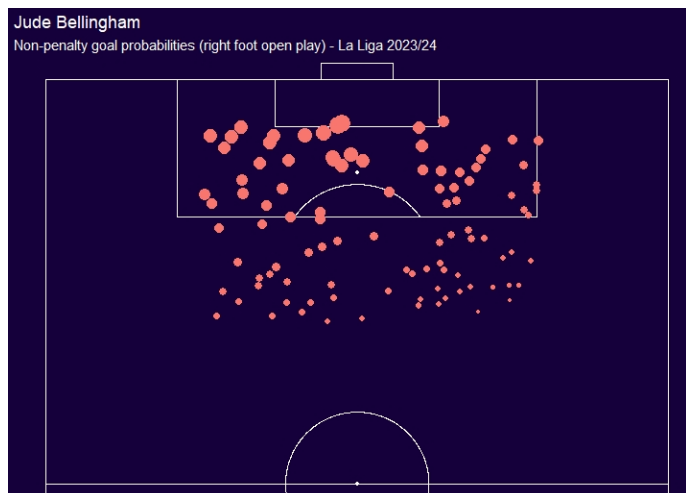 Jude Bellingham
Non-penalty goal probabilities (right foot open play) - La Liga 2023/24